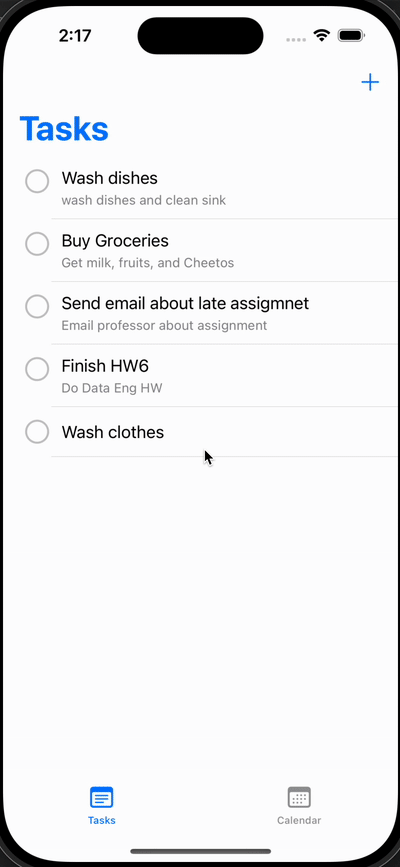 2:17
Tasks
Wash dishes
wash dishes and clean sink
Buy Groceries
Get milk, fruits, and Cheetos
Send email about late assigmnet
Email professor about assignment
Finish HW6
Do Data Eng HW
Wash clothes
Tasks
Calendar